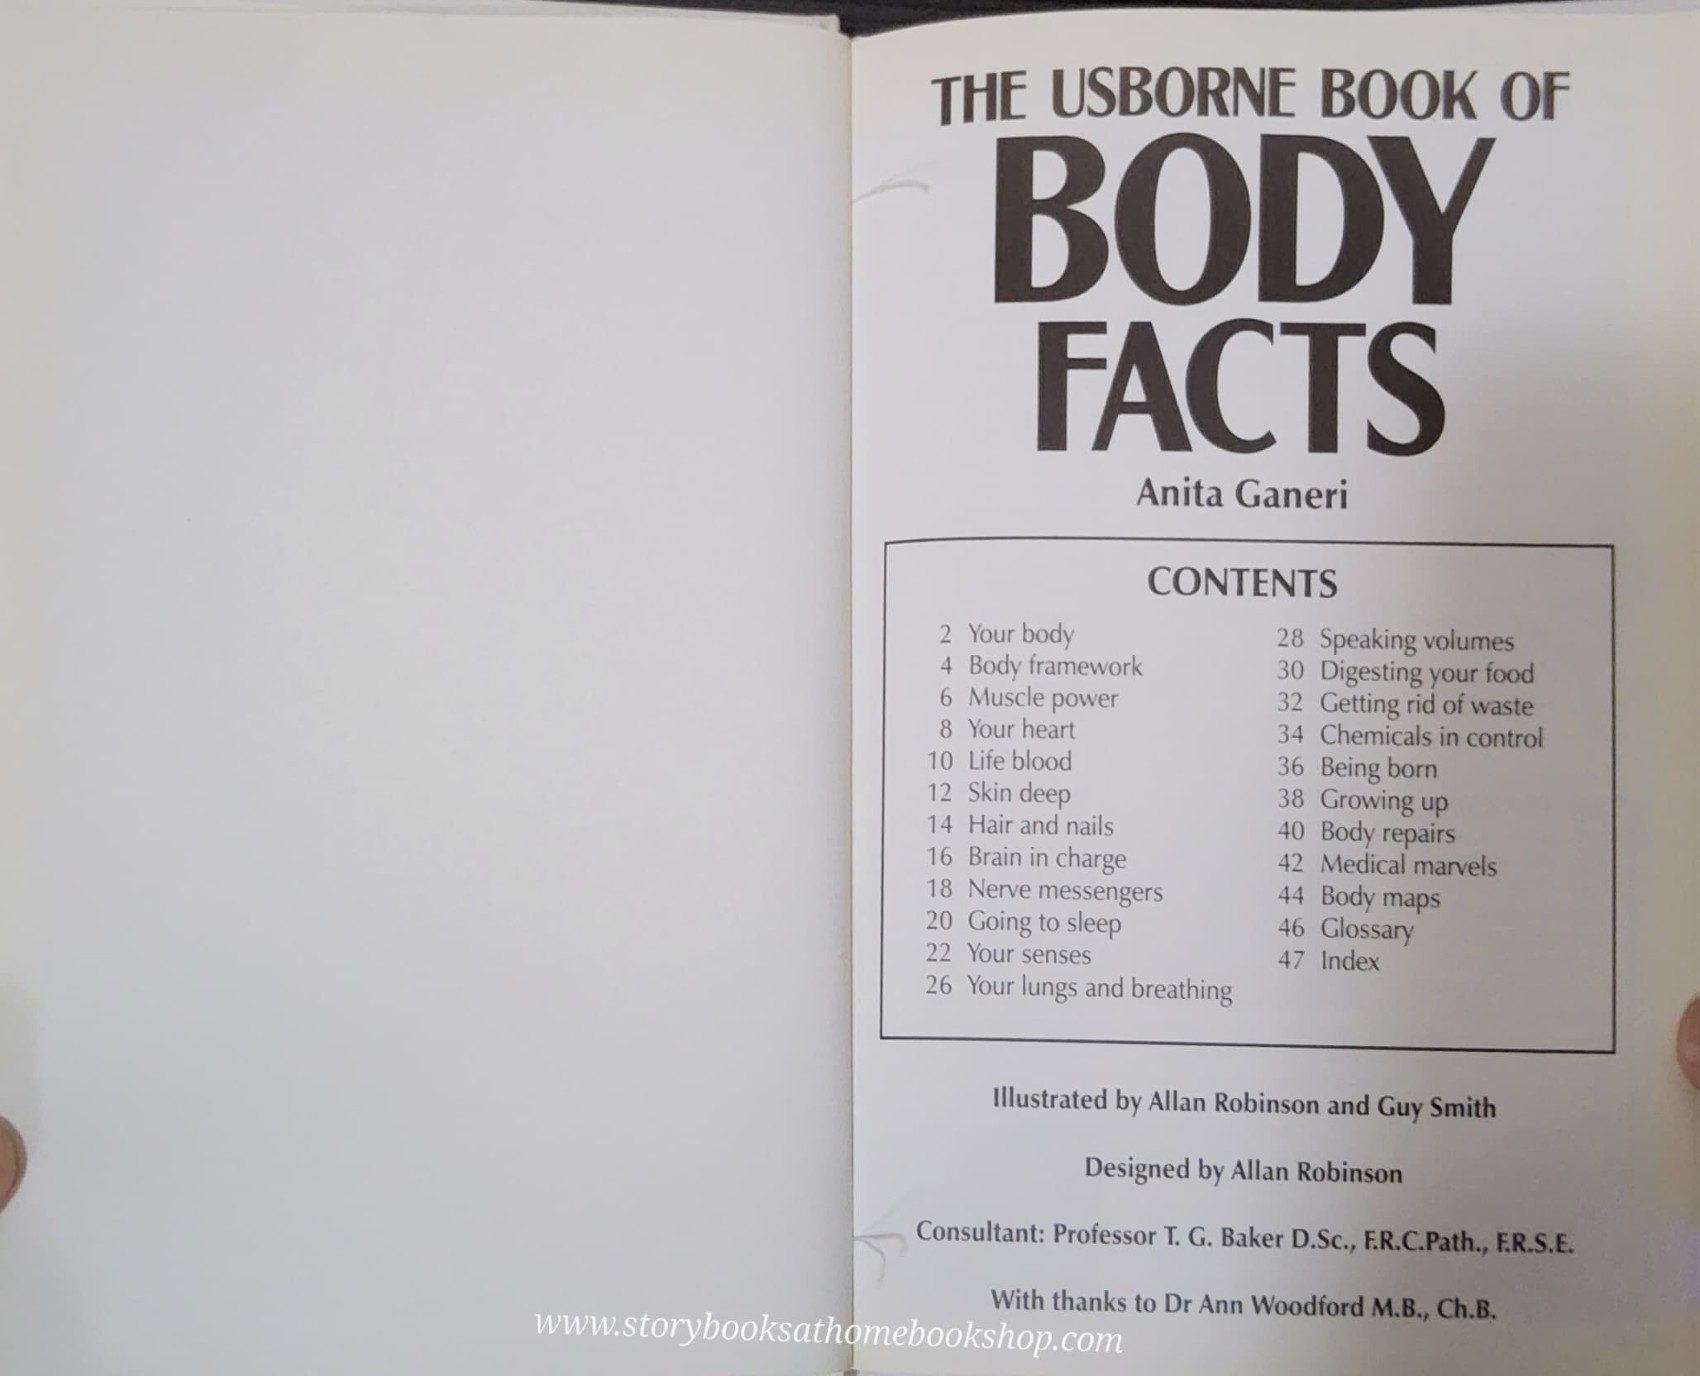 THE USBORNE BOOK OF
BODY
FACTS
Anita Ganeri
CONTENTS
2 Your body
4 Body framework
6 Muscle power
8 Your heart
10 Life blood
12 Skin deep
14 Hair and nails
16 Brain in charge
18 Nerve messengers
20 Going to sleep
22 Your senses
26 Your lungs and breathing
28 Speaking volumes
30 Digesting your food
32 Getting rid of waste
34 Chemicals in control
36 Being born
38 Growing up
40 Body repairs
42 Medical marvels
44 Body maps
46 Glossary
47 Index
Illustrated by Allan Robinson and Guy Smith
Designed by Allan Robinson
Consultant: Professor T. G. Baker D.Sc., F.R.C.Path., F.R.S.E.
With thanks to Dr Ann Woodford M.B., Ch.B.
www.storybooksathomebookshop.com